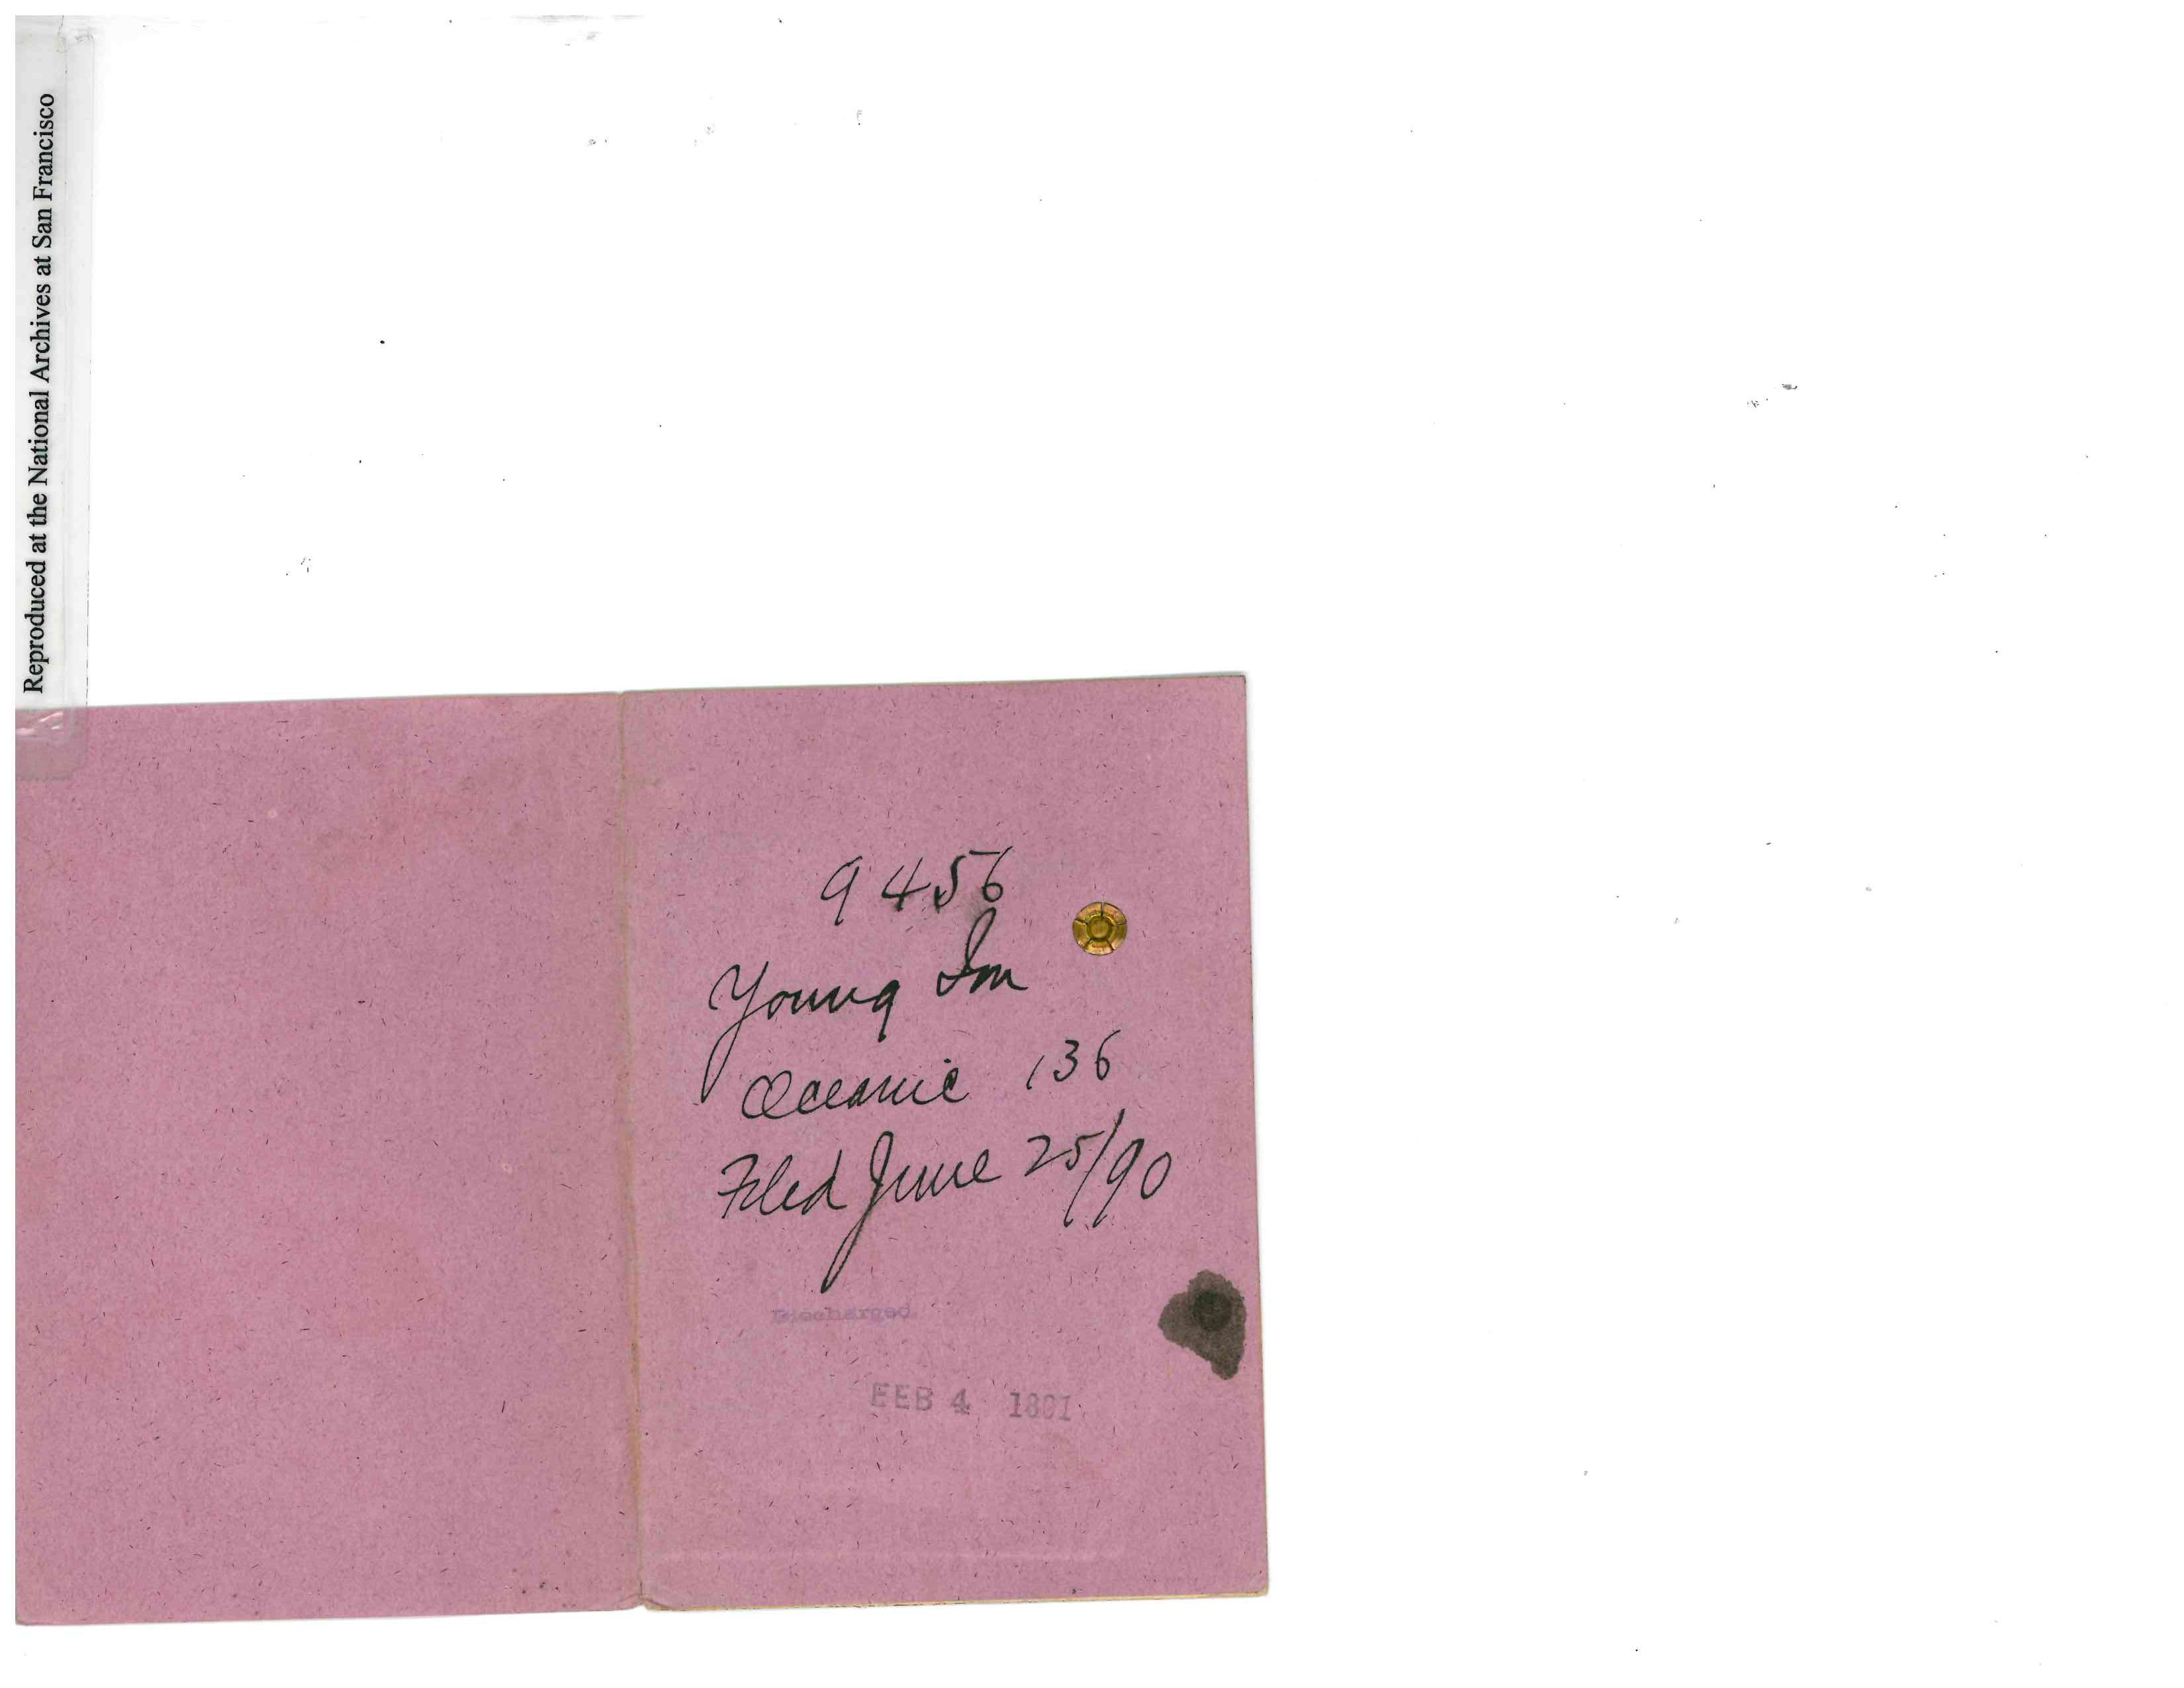 Reproduced at the National Archives at San Francisco
9456
Young
Oceanic 136
Filed June 25/90
Discharged.
FEB 4 1891